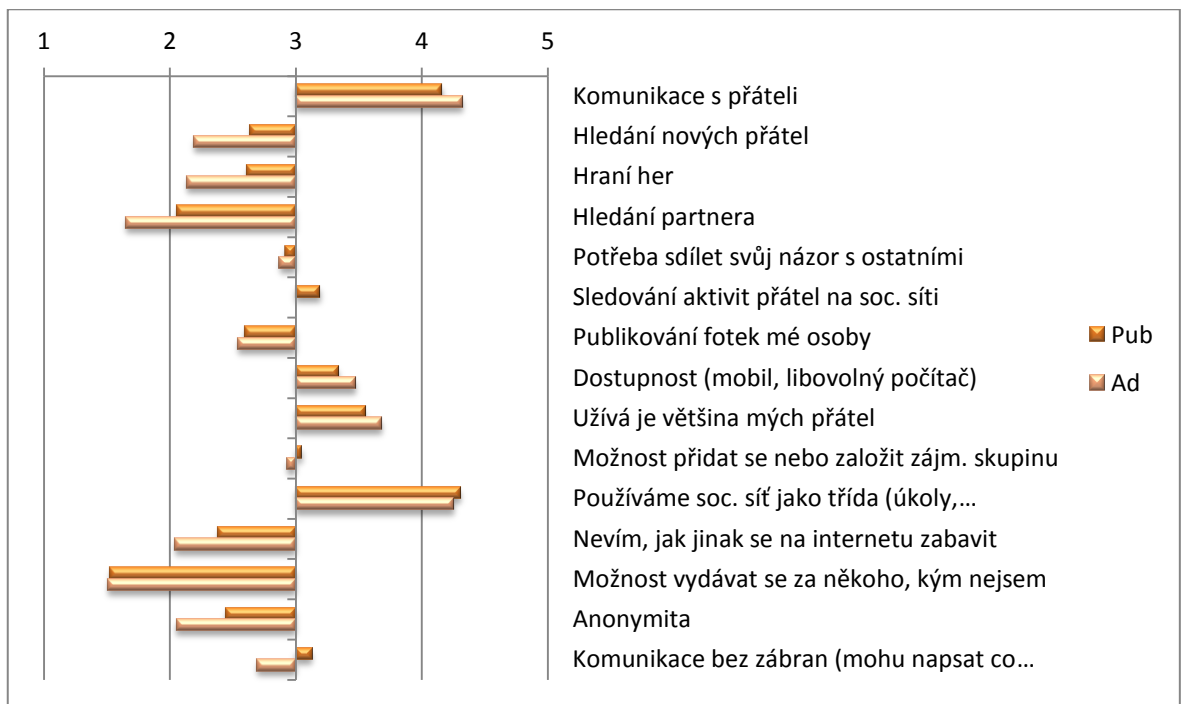 1 2 3 4 5
Komunikace s přáteli
Hledání nových přátel
Hraní her
Hledání partnera
Potřeba sdílet svůj názor s ostatními
Sledování aktivit přátel na soc. síti
Publikování fotek mé osoby
Dostupnost (mobil, libovolný počítač)
Užívá je většina mých přátel
Možnost přidat se nebo založit zájm. skupinu
Používáme soc. síť jako třída (úkoly,…
Nevím, jak jinak se na internetu zabavit
Možnost vydávat se za někoho, kým nejsem
Anonymita
Komunikace bez zábran (mohu napsat co…
Pub
Ad